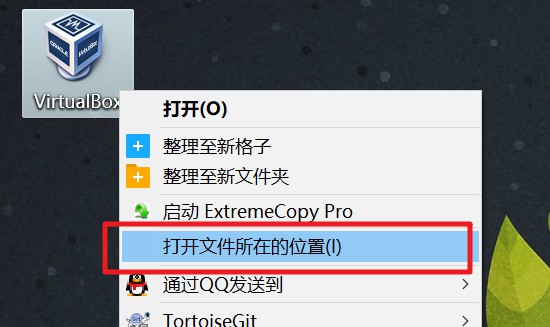 ORACLE
VirtualBox
打开(O)
整理至新格子
整理至新文件夹
启动 ExtremeCopy Pro
打开文件所在的位置(I)
通过QQ发送到
TortoiseGit